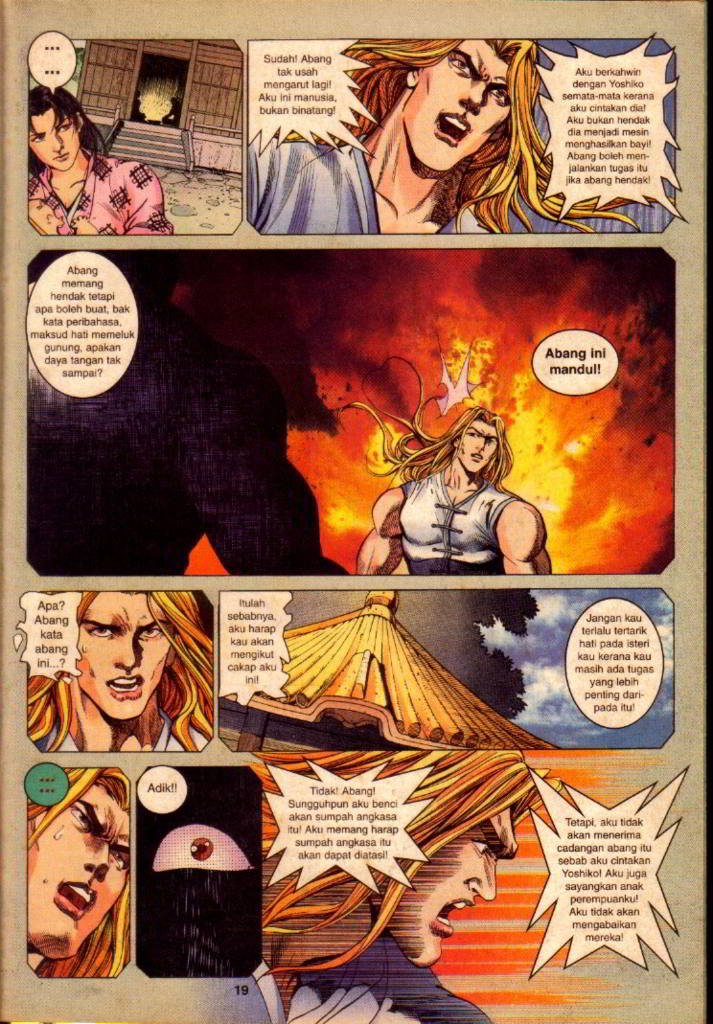 ...
...
Sudah! Abang
tak usah
mengarut lagi!
Aku ini manusia,
bukan binatang!
Aku berkahwin
dengan Yoshiko
semata-mata kerana
aku cintakan dia!
Aku bukan hendak
dia menjadi mesin
menghasilkan bayi!
Abang boleh men-
jalankan tugas itu
jika abang hendak!
Abang
memang
hendak tetapi
apa boleh buat, bak
kata peribahasa,
maksud hati memeluk
gunung, apakan
daya tangan tak
sampai?
Abang ini
mandul!
Apa?
Abang
kata
abang
ini...?
Itulah
sebabnya,
aku harap
kau akan
mengikut
cakap aku
ini!
Jangan kau
terlalu tertarik
hati pada isteri
kau kerana kau
masih ada tugas
yang lebih
penting dari-
pada itu!
...
...
Adik!!
Tidak! Abang!
Sungguhpun aku benci
akan sumpah angkasa
itu! Aku memang harap
sumpah angkasa itu
akan dapat diatasi!
Tetapi, aku tidak
akan menerima
cadangan abang itu
sebab aku cintakan
Yoshiko! Aku juga
sayangkan anak
perempuanku!
Aku tidak akan
mengabaikan
mereka!
19